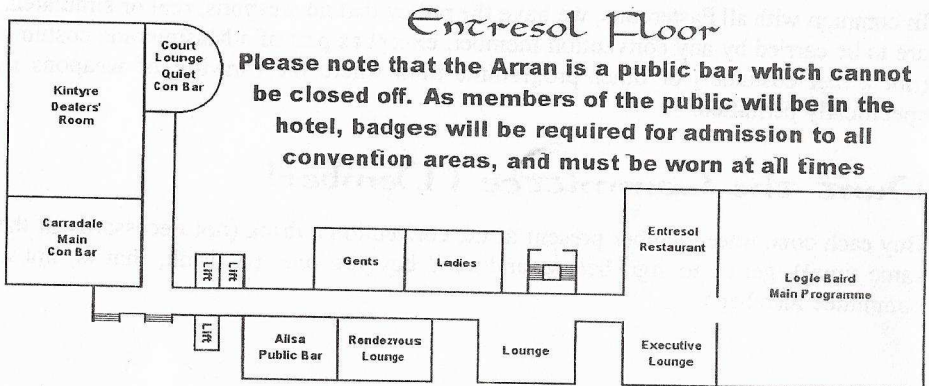 Entresol Floor
Please note that the Arran is a public bar, which cannot
be closed off. As members of the public will be in the
hotel, badges will be required for admission to all
convention areas, and must be worn at all times
Court
Lounge
Quiet
Con Bar
Kintyre
Dealers'
Room
Carradale
Main
Con Bar
Lift
Lift
Lift
Gents
Ladies
Entresol
Restaurant
Logie Baird
Main Programme
Ailsa
Public Bar
Rendezvous
Lounge
Lounge
Executive
Lounge